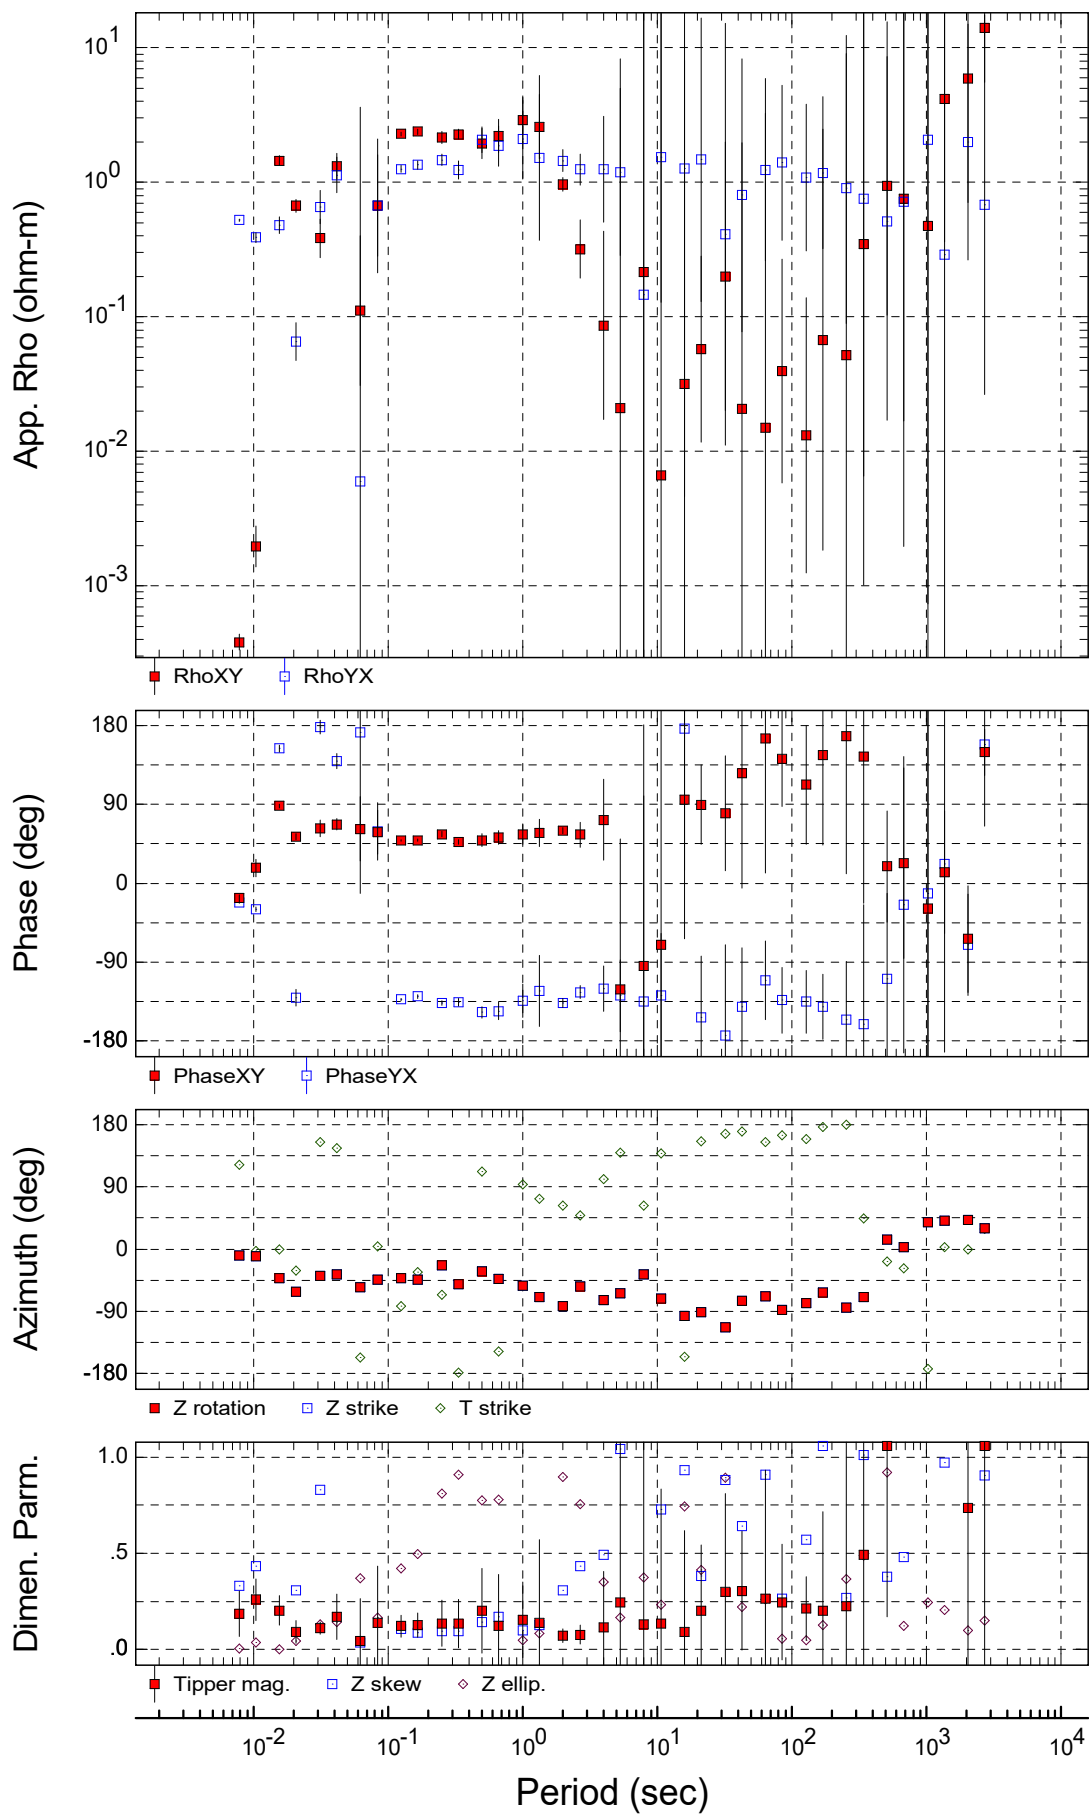 App. Rho (ohm-m)
10^1
10^0
10^-1
10^-2
10^-3
RhoXY RhoYX
Phase (deg)
180
90
0
-90
-180
PhaseXY PhaseYX
Azimuth (deg)
180
90
0
-90
-180
Z rotation Z strike T strike
Dimen. Parm.
1.0
.5
.0
Tipper mag. Z skew Z ellip.
10^-2 10^-1 10^0 10^1 10^2 10^3 10^4
Period (sec)